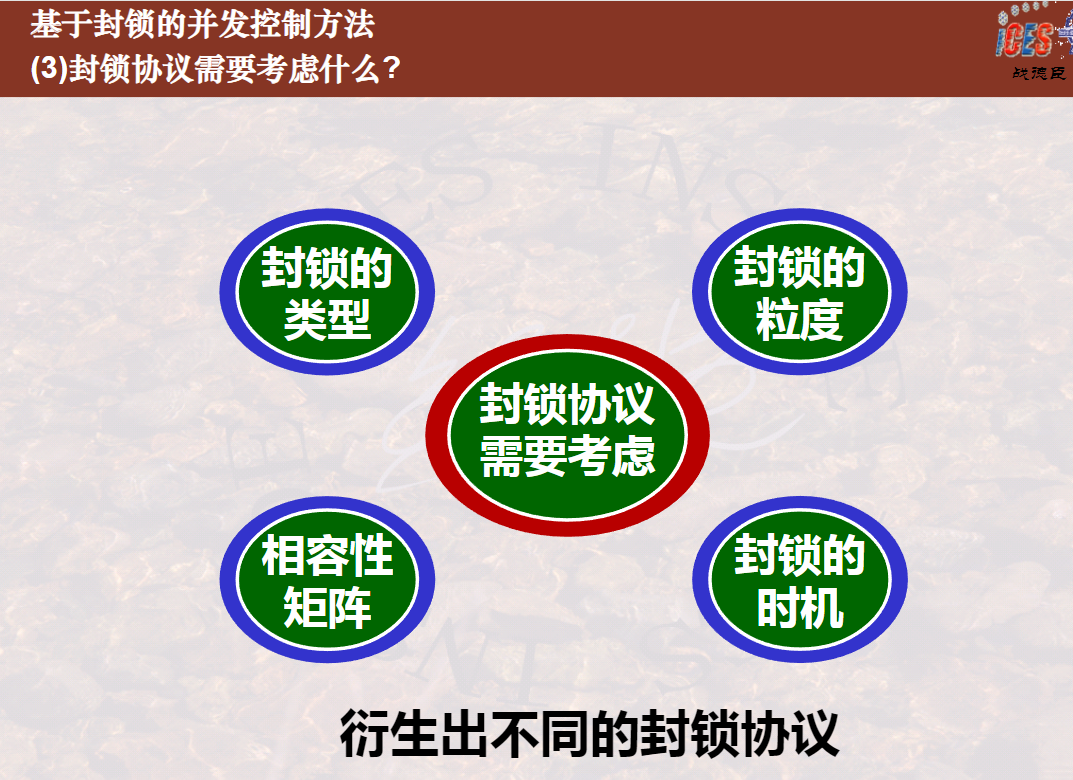 基于封锁的并发控制方法
(3)封锁协议需要考虑什么?
iCES
战德臣
封锁的
类型
封锁的
粒度
封锁协议
需要考虑
相容性
矩阵
封锁的
时机
衍生出不同的封锁协议